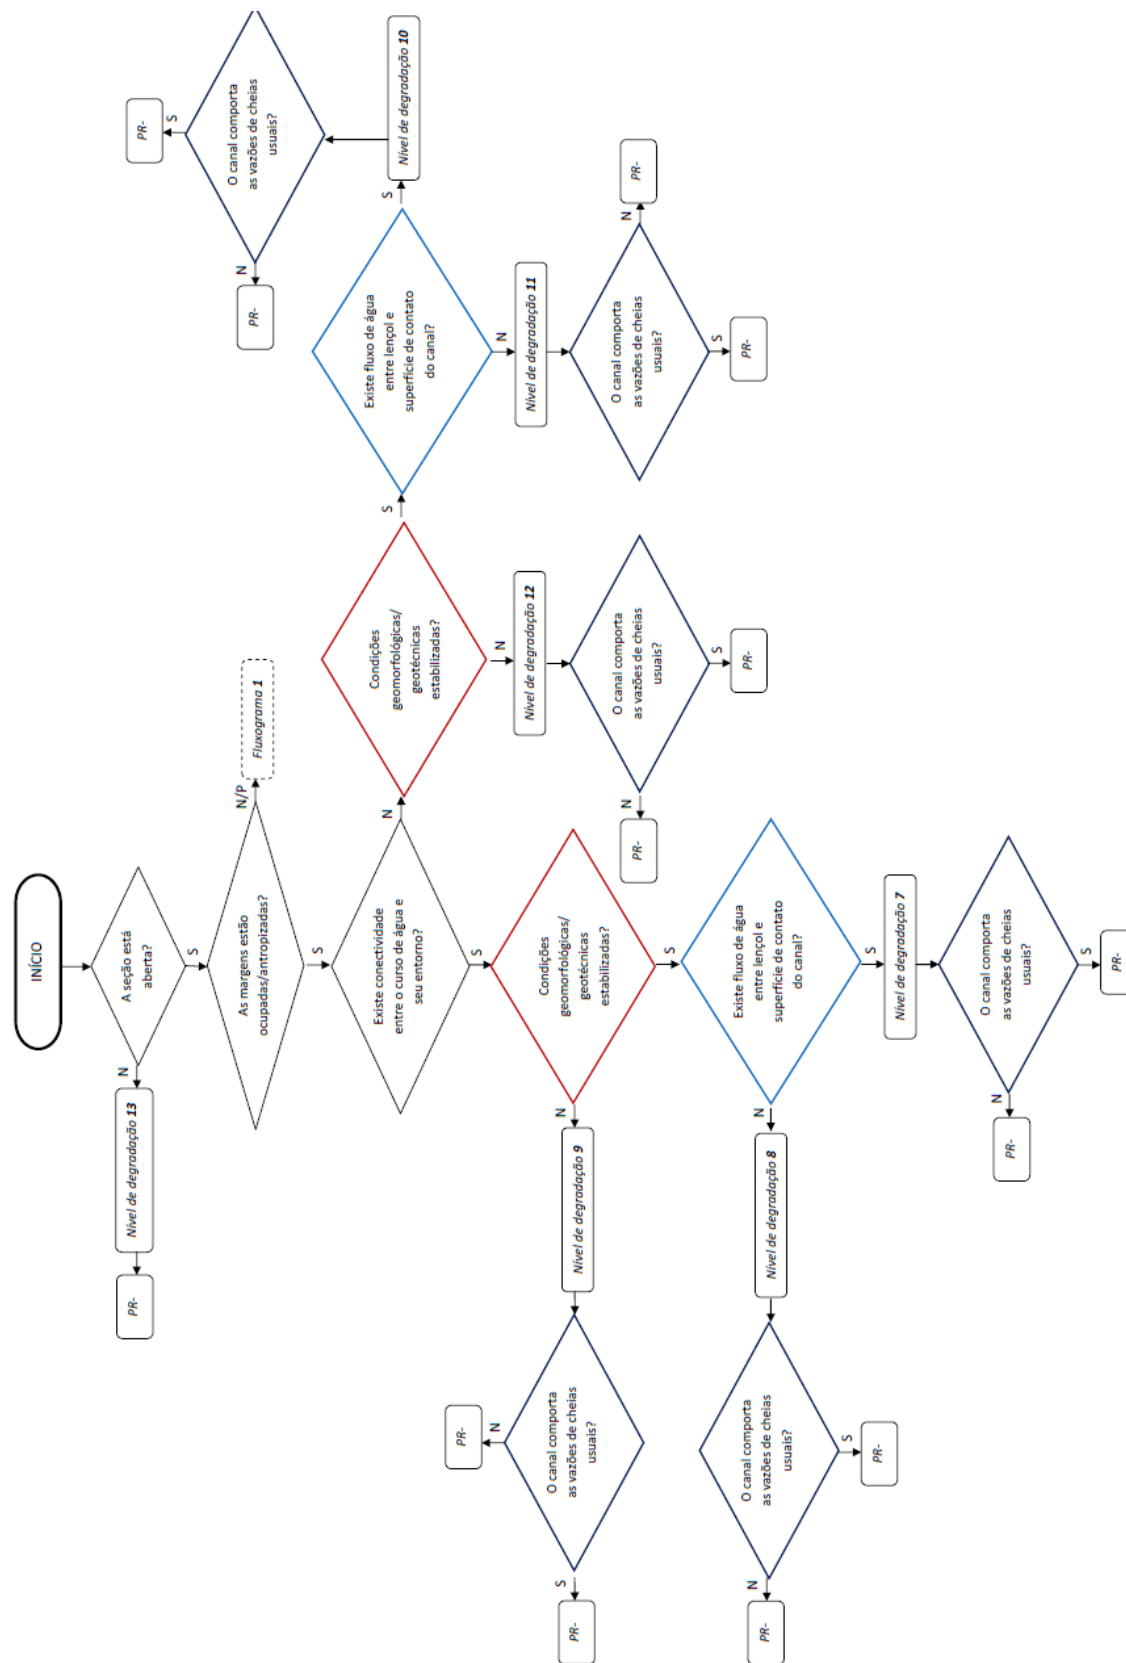 INÍCIO
A seção está
aberta?
N
Nível de degradação 13
PR-
S
As margens estão
ocupadas/antropizadas?
N/P
Fluxograma 1
S
Existe conectividade
entre o curso de água e
seu entorno?
N
Condições
geomorfológicas/
geotécnicas
estabilizadas?
S
Existe fluxo de água
entre lençol e
superfície de contato
do canal?
S
Nível de degradação 10
O canal comporta
as vazões de cheias
usuais?
S
PR-
N
PR-
N
Nível de degradação 11
O canal comporta
as vazões de cheias
usuais?
N
PR-
S
PR-
N
Nível de degradação 12
O canal comporta
as vazões de cheias
usuais?
N
PR-
S
PR-
S
Condições
geomorfológicas/
geotécnicas
estabilizadas?
N
Nível de degradação 9
O canal comporta
as vazões de cheias
usuais?
N
PR-
S
PR-
S
Existe fluxo de água
entre lençol e
superfície de contato
do canal?
N
Nível de degradação 8
O canal comporta
as vazões de cheias
usuais?
N
PR-
S
PR-
S
Nível de degradação 7
O canal comporta
as vazões de cheias
usuais?
N
PR-
S
PR-